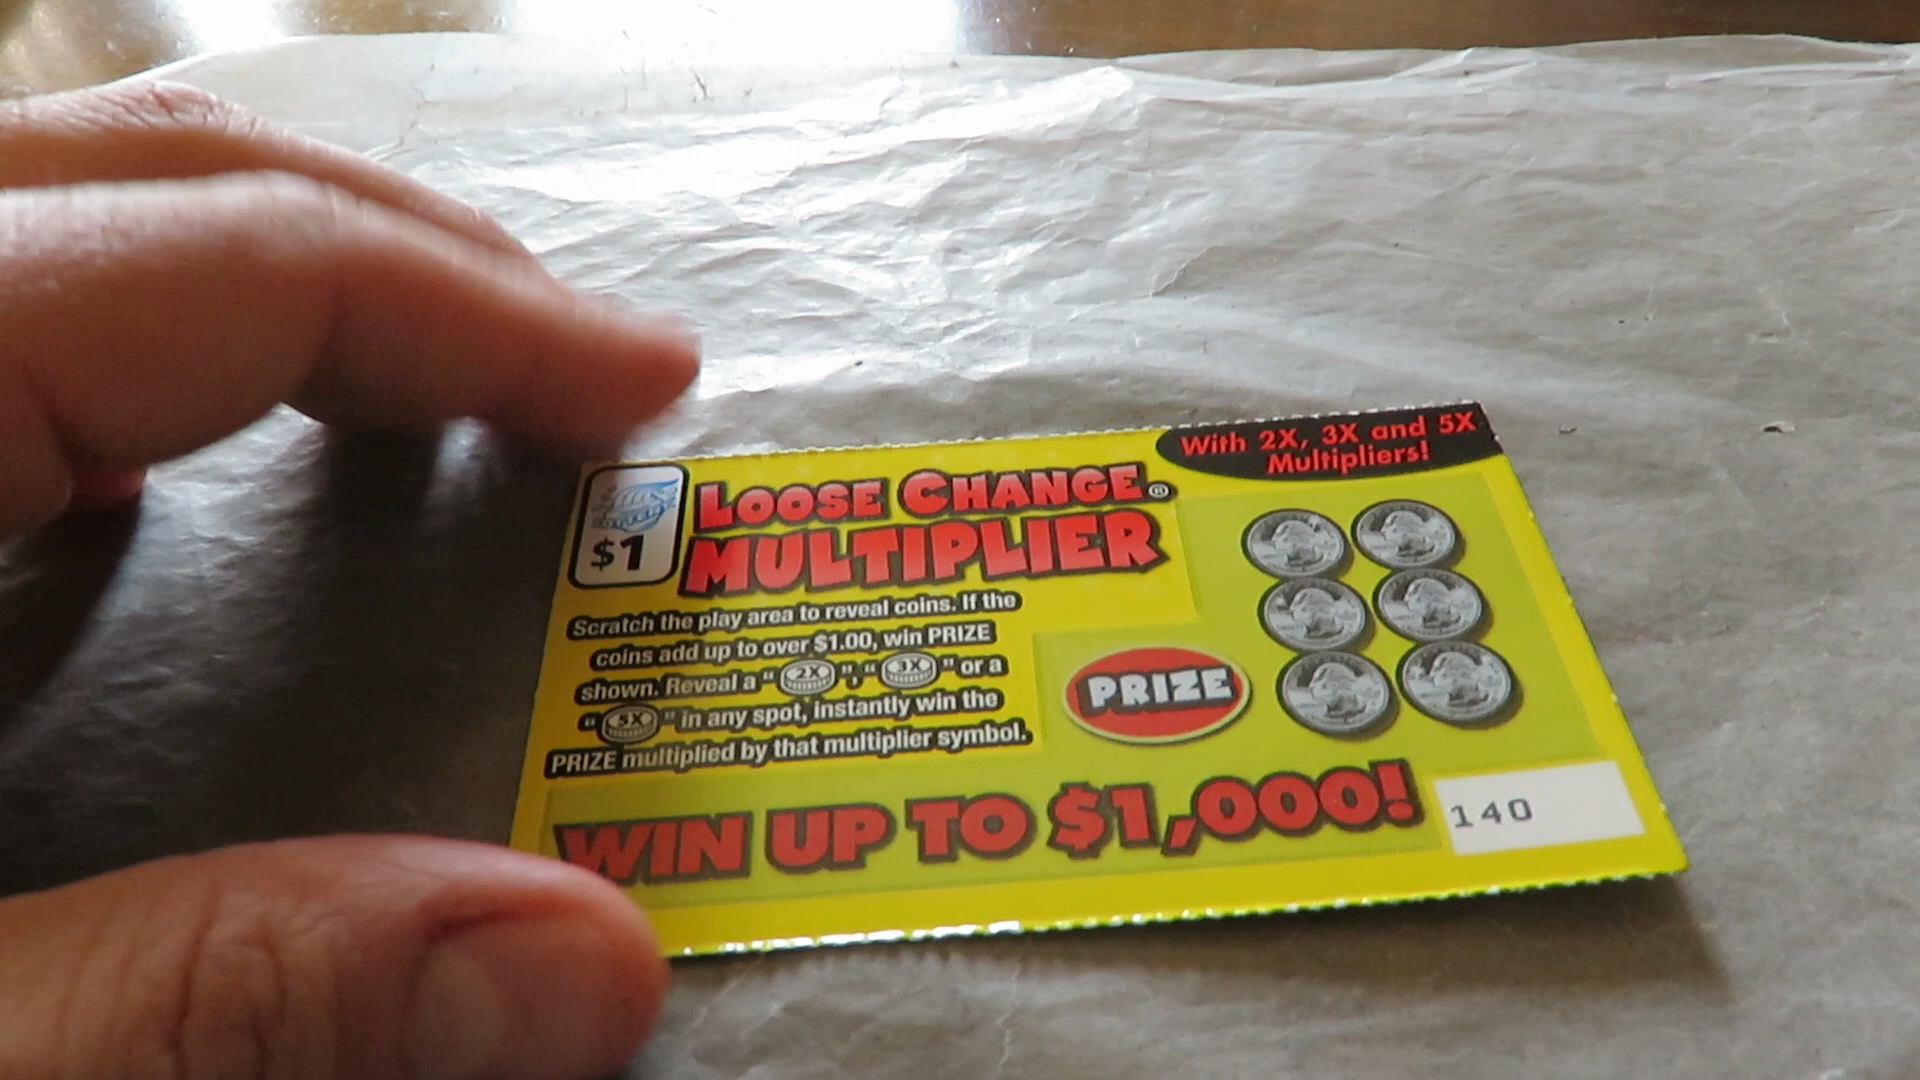 With 2X, 3X and 5X
Multipliers!
$1
LOOSE CHANGE®
MULTIPLIER
Scratch the play area to reveal coins. If the
coins add up to over $1.00, win PRIZE
shown. Reveal a "2X", "3X" or a
"5X" in any spot, instantly win the
PRIZE multiplied by that multiplier symbol.
PRIZE
WIN UP TO $1,000!
140